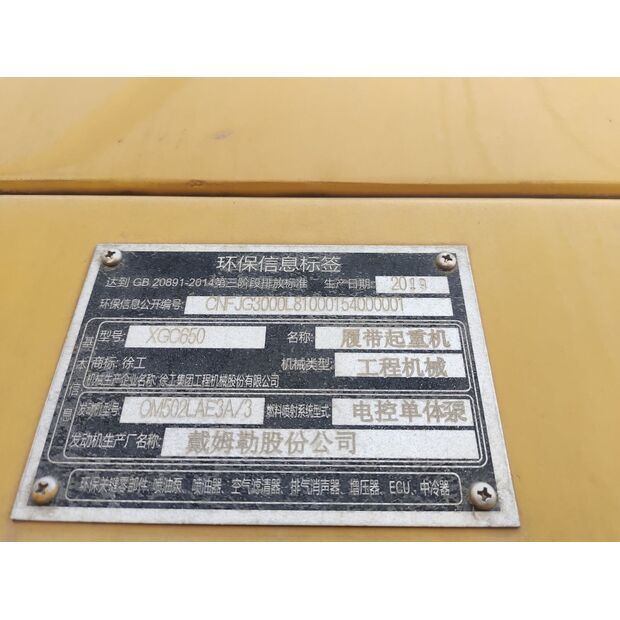 环保信息标签
达到 GB 20891-2014第三阶段排放标准 生产日期: 2019
环保信息公开编号: CNFJG3000L81000154000001
基本信息
型号: XGC650 名称: 履带起重机
商标: 徐工 机械类型: 工程机械
机械生产企业名称: 徐工集团工程机械股份有限公司
发动机型号: OM502LAE3A/3 燃料喷射系统型式: 电控单体泵
发动机生产厂名称: 戴姆勒股份公司
环保关键零部件: 喷油泵、喷油器、空气滤清器、排气消声器、增压器、ECU、中冷器